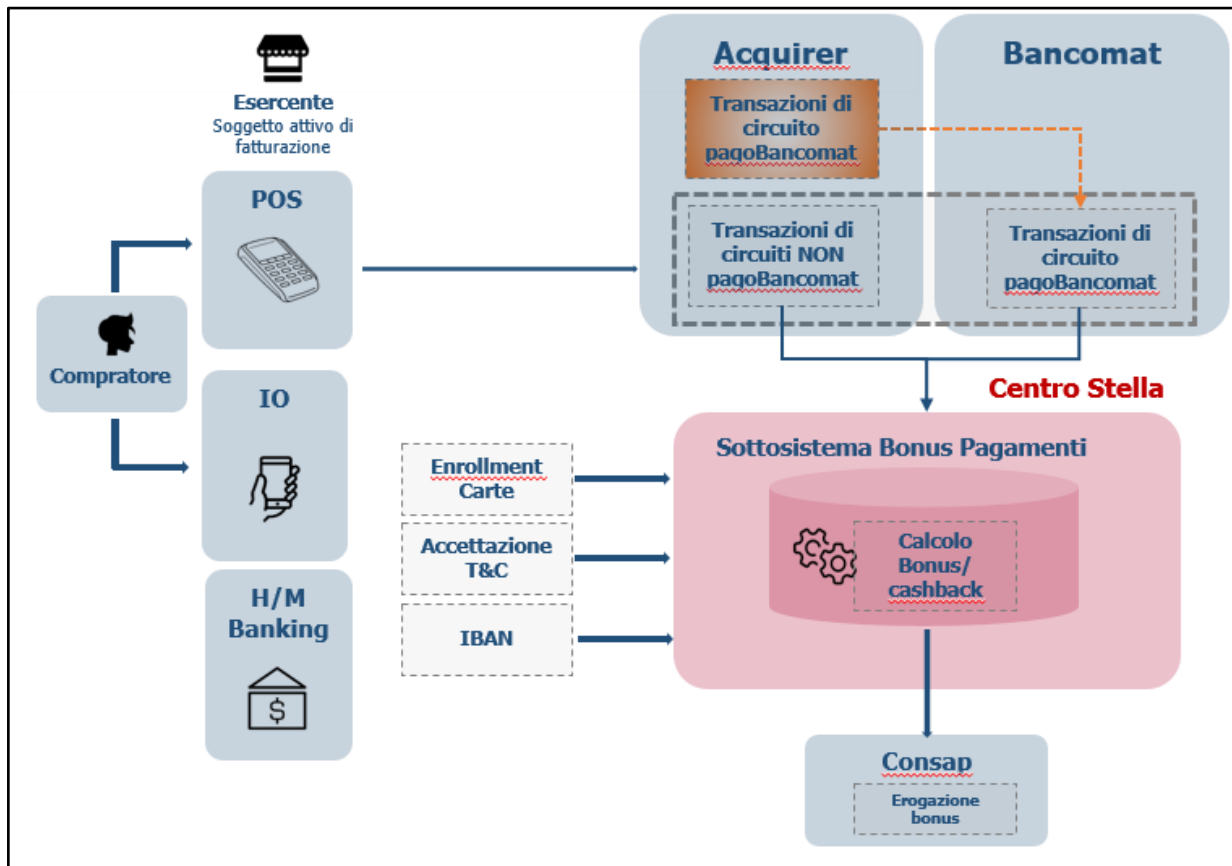 Esercente
Soggetto attivo di
fatturazione
POS
Compratore
IO
H/M
Banking
$
Acquirer
Transazioni di
circuito
pagoBancomat
Transazioni di
circuiti NON
pagoBancomat
Bancomat
Transazioni di
circuito
pagoBancomat
Centro Stella
Enrollment
Carte
Accettazione
T&C
IBAN
Sottosistema Bonus Pagamenti
Calcolo
Bonus/
cashback
Consap
Erogazione
bonus